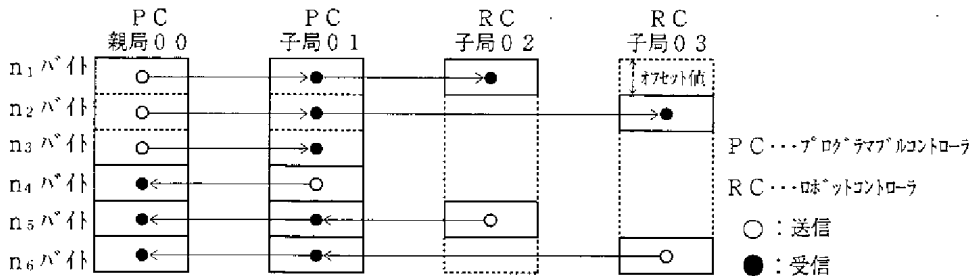 PC PC RC RC
親局00 子局01 子局02 子局03
n₁バイト
オフセット値
n₂バイト
n₃バイト
PC・・・プログラマブルコントローラ
n₄バイト
RC・・・ロボットコントローラ
n₅バイト
○：送信
n₆バイト
●：受信